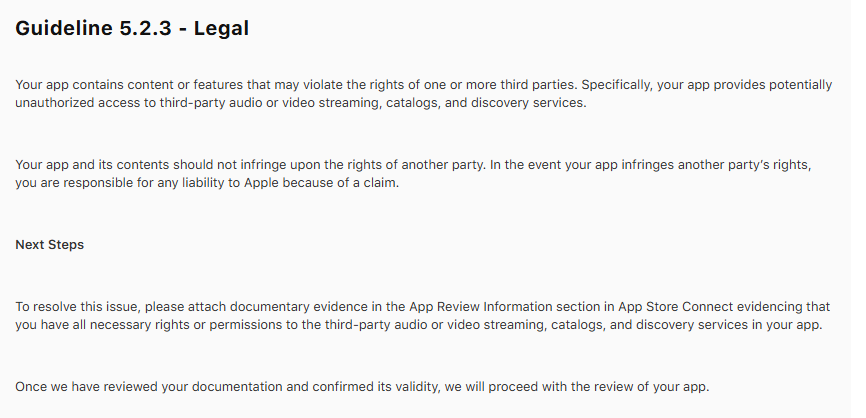 Guideline 5.2.3 - Legal
Your app contains content or features that may violate the rights of one or more third parties. Specifically, your app provides potentially
unauthorized access to third-party audio or video streaming, catalogs, and discovery services.
Your app and its contents should not infringe upon the rights of another party. In the event your app infringes another party’s rights,
you are responsible for any liability to Apple because of a claim.
Next Steps
To resolve this issue, please attach documentary evidence in the App Review Information section in App Store Connect evidencing that
you have all necessary rights or permissions to the third-party audio or video streaming, catalogs, and discovery services in your app.
Once we have reviewed your documentation and confirmed its validity, we will proceed with the review of your app.